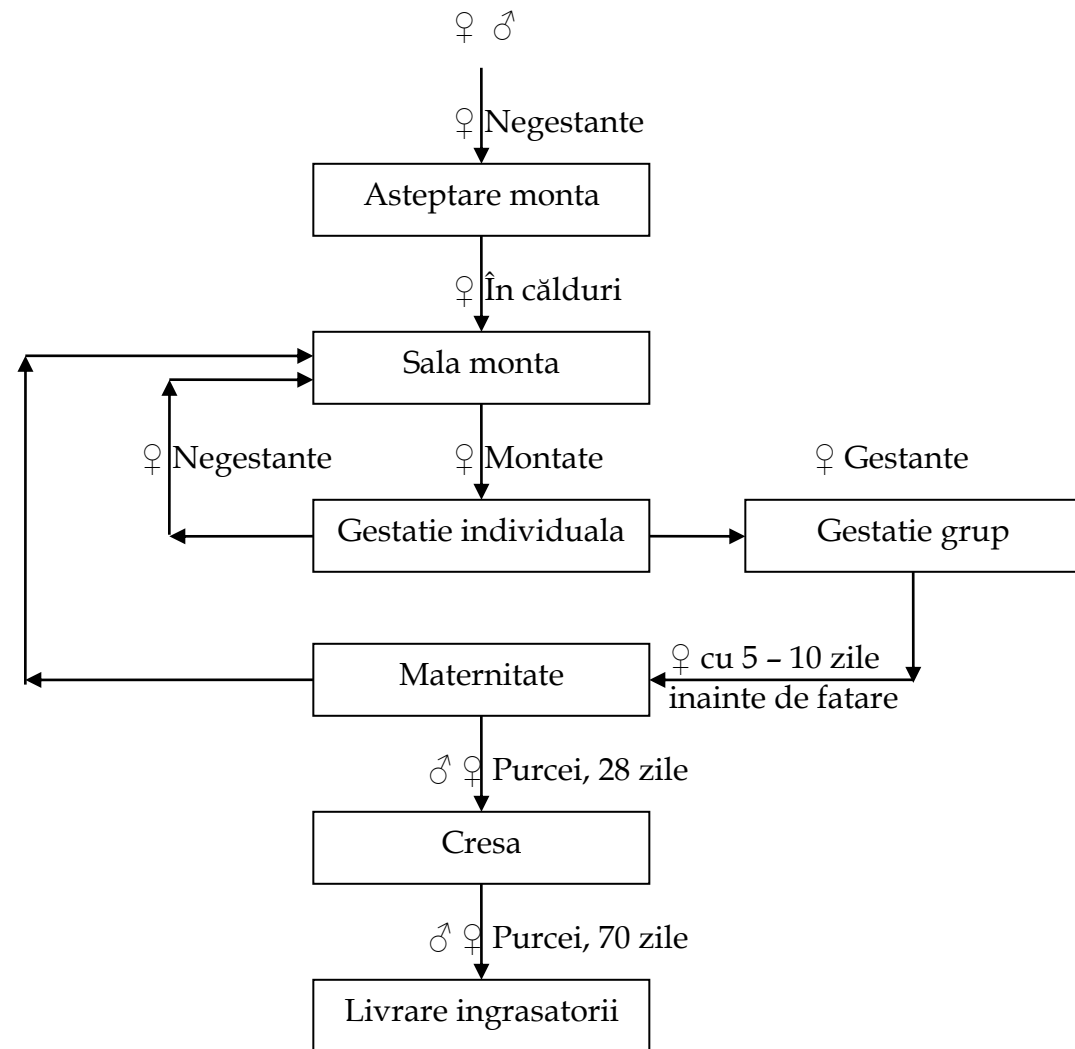 ♀ ♂
♀ Negestante
Asteptare monta
♀ În călduri
Sala monta
♀ Negestante
♀ Montate
♀ Gestante
Gestatie individuala
Gestatie grup
Maternitate
♀ cu 5 – 10 zile
inainte de fatare
♂ ♀ Purcei, 28 zile
Cresa
♂ ♀ Purcei, 70 zile
Livrare ingrasatorii